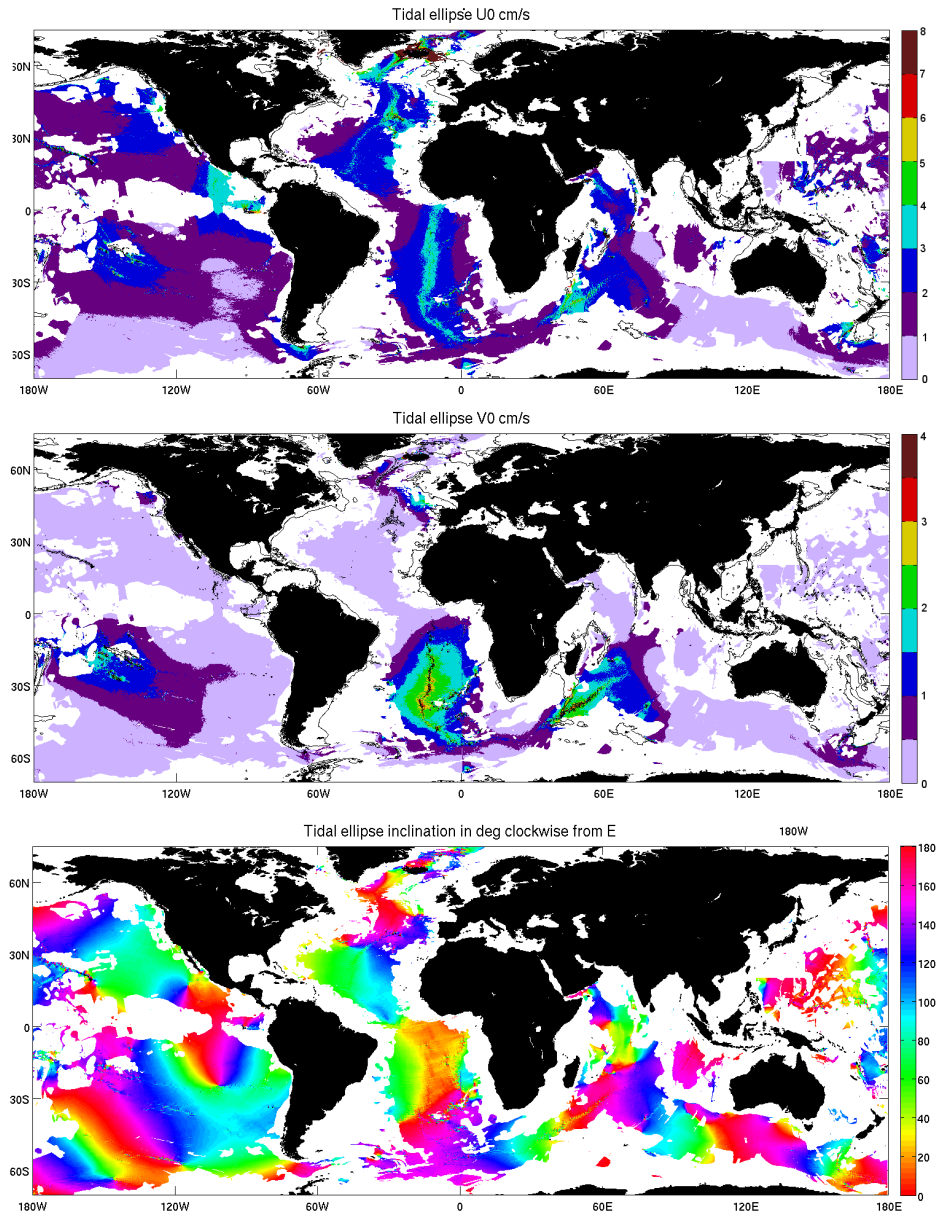 Tidal ellipse U0 cm/s
60N
30N
0
30S
60S
180W 120W 60W 0 60E 120E 180E
8
7
6
5
4
3
2
1
0
Tidal ellipse V0 cm/s
60N
30N
0
30S
60S
180W 120W 60W 0 60E 120E 180E
4
3
2
1
0
Tidal ellipse inclination in deg clockwise from E
180W
60N
30N
0
30S
60S
180W 120W 60W 0 60E 120E 180E
180
160
140
120
100
80
60
40
20
0